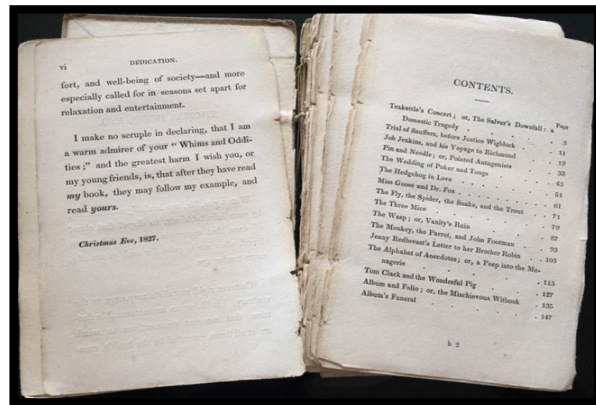 vi DEDICATION.
fort, and well-being of society—and more
especially called for in seasons set apart for
relaxation and entertainment.
I make no scruple in declaring, that I am
a warm admirer of your "Whims and Oddi-
ties;" and the greatest harm I wish you, or
my young friends, is, that after they have read
my book, they may follow my example, and
read yours.
Christmas Eve, 1827.
CONTENTS.
Page
Teakettle's Concert; or, The Salver's Downfall: a
Domestic Tragedy . . 3
Trial of Snuffers, before Justice Wigblock . 11
Job Jenkins, and his Voyage to Richmond . 19
Pin and Needle; or, Pointed Antagonists . 33
The Wedding of Poker and Tongs . . 45
The Hedgehog in Love . . . 51
Miss Goose and Dr. Fox . . . 61
The Fly, the Spider, the Snake, and the Trout . 71
The Three Mice . . . 79
The Wasp; or, Vanity's Ruin . . 87
The Monkey, the Parrot, and John Footman . 93
Jenny Redbreast's Letter to her Brother Robin . 103
The Alphabet of Anecdotes; or, a Peep into the Me-
nagerie . . . . 115
Tom Clark and the Wonderful Pig . . 127
Album and Folio; or, the Mischievous Withook . 135
Album's Funeral . . . . 147
b 2